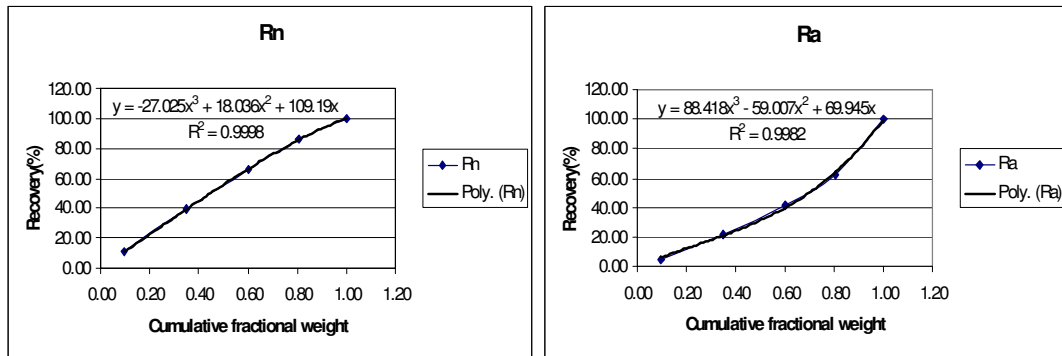 Rn
120.00
100.00
80.00
60.00
40.00
20.00
0.00
Recovery(%)
y = -27.025x³ + 18.036x² + 109.19x
R² = 0.9998
0.00 0.20 0.40 0.60 0.80 1.00 1.20
Cumulative fractional weight
Rn
Poly. (Rn)
Ra
120.00
100.00
80.00
60.00
40.00
20.00
0.00
Recovery(%)
y = 88.418x³ - 59.007x² + 69.945x
R² = 0.9982
0.00 0.20 0.40 0.60 0.80 1.00 1.20
Cumulative fractional weight
Ra
Poly. (Ra)